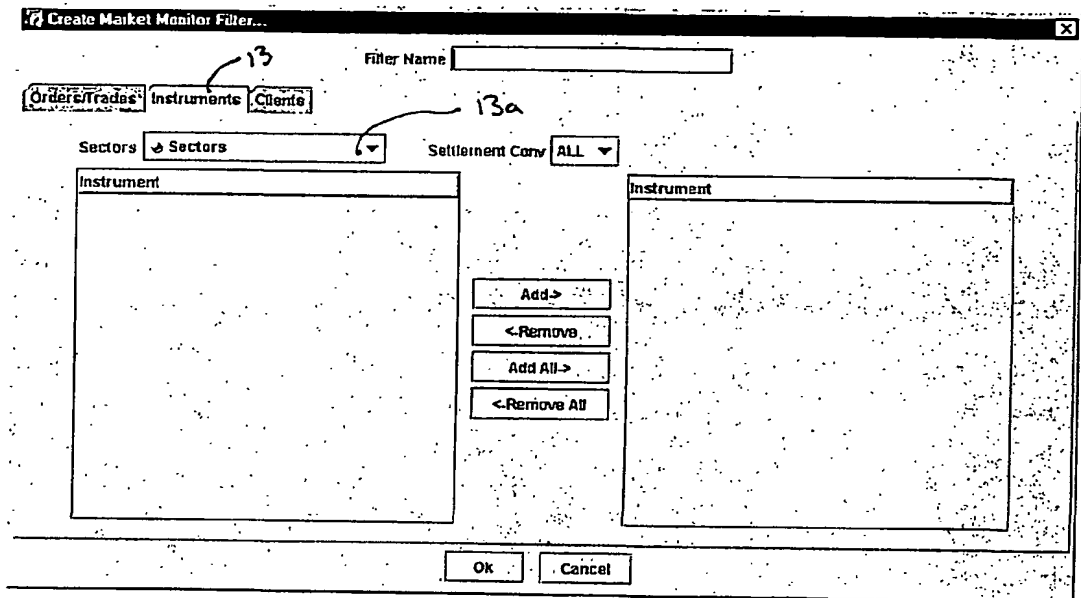 Create Market Monitor Filter...
13
Filter Name
Orders/Trades Instruments Clients
13a
Sectors Sectors Settlement Conv ALL
Instrument Instrument
Add->
<-Remove
Add All->
<-Remove All
Ok Cancel